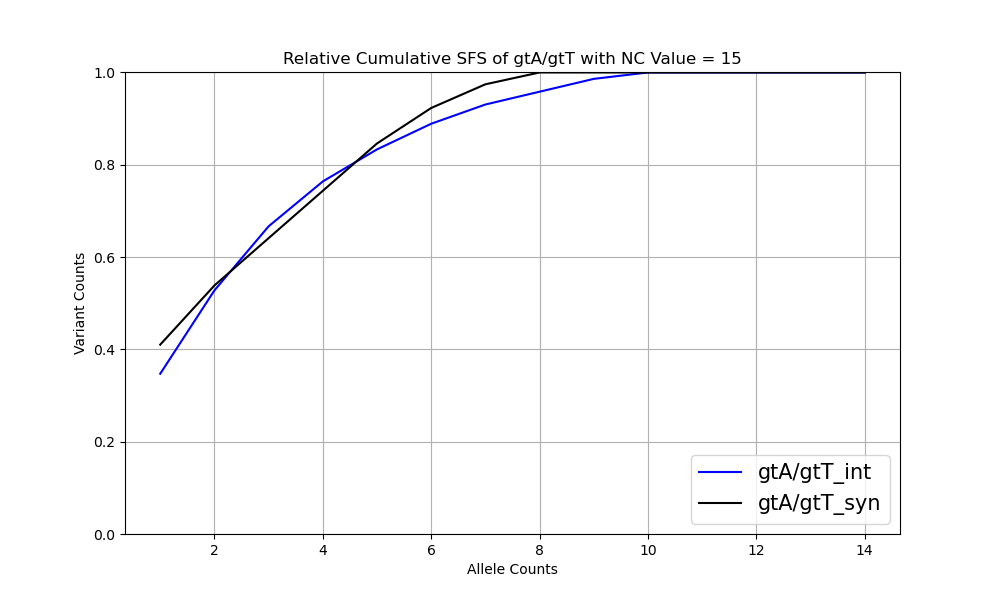 Relative Cumulative SFS of gtA/gtT with NC Value = 15
1.0
0.8
0.6
0.4
0.2
0.0
Variant Counts
2 4 6 8 10 12 14
Allele Counts
gtA/gtT_int
gtA/gtT_syn